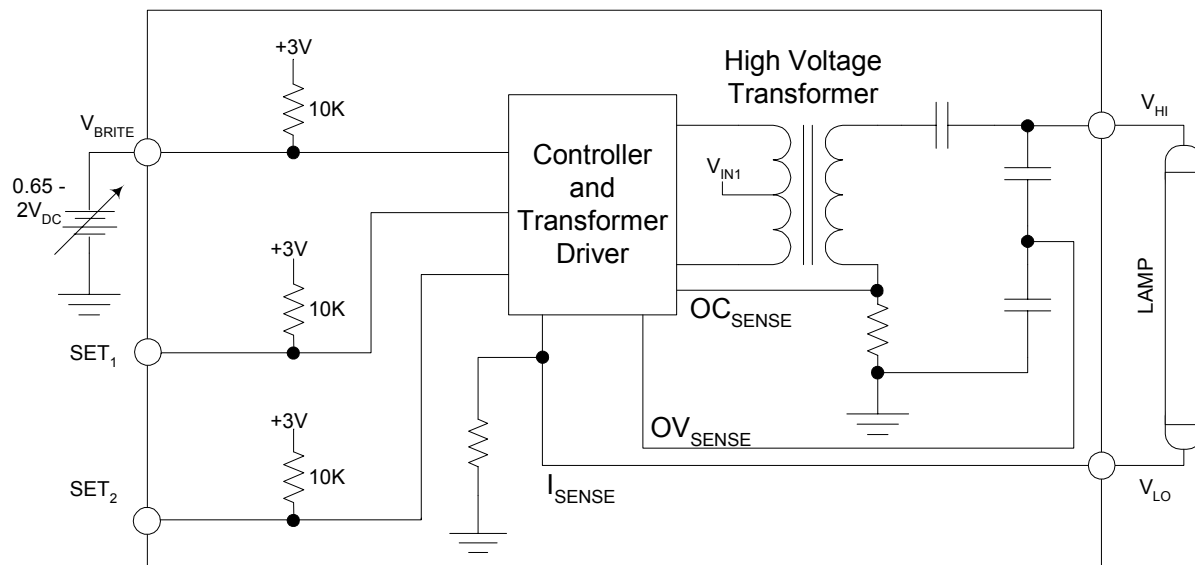 +3V
10K
V_BRITE
0.65 -
2V_DC
+3V
10K
SET_1
+3V
10K
SET_2
Controller
and
Transformer
Driver
High Voltage
Transformer
V_IN1
OC_SENSE
OV_SENSE
I_SENSE
V_HI
LAMP
V_LO